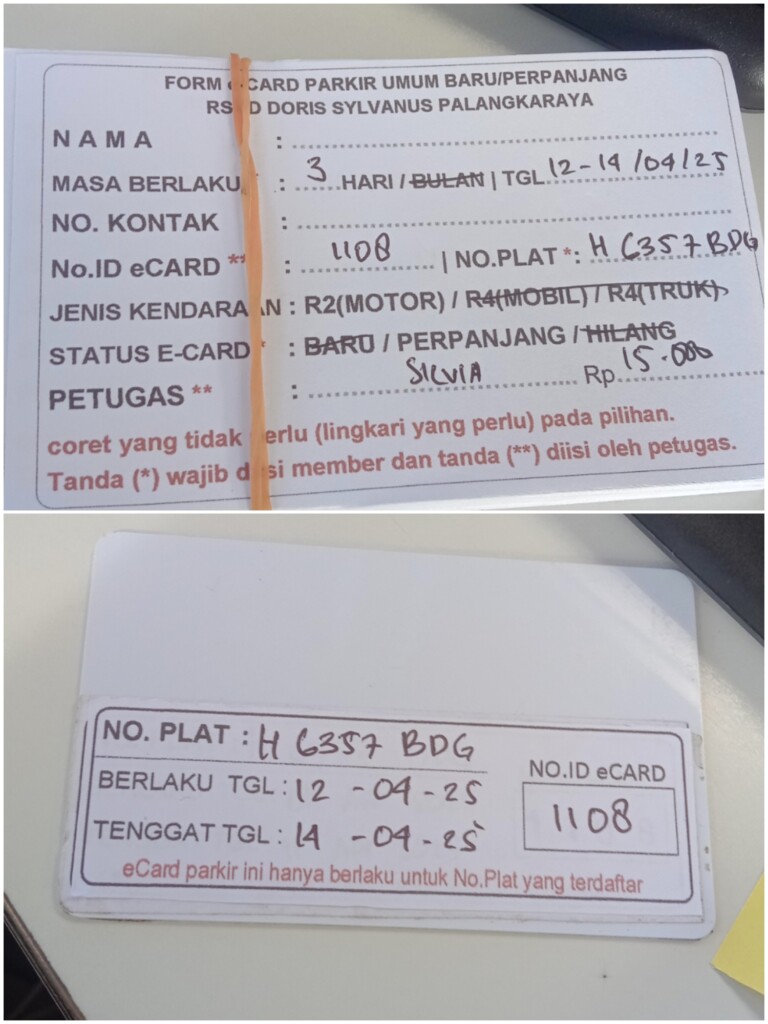 FORM e-CARD PARKIR UMUM BARU/PERPANJANG
RSUD DORIS SYLVANUS PALANGKARAYA
NAMA :
MASA BERLAKU : 3 HARI / BULAN | TGL 12-14/04/25
NO. KONTAK :
No.ID eCARD ** : 1108 | NO.PLAT *: H 6357 BDG
JENIS KENDARAAN : R2(MOTOR) / R4(MOBIL) / R4(TRUK)
STATUS E-CARD * : BARU / PERPANJANG / HILANG
PETUGAS ** : SILVIA Rp 15.000
coret yang tidak perlu (lingkari yang perlu) pada pilihan.
Tanda (*) wajib diisi member dan tanda (**) diisi oleh petugas.
NO. PLAT : H 6357 BDG
BERLAKU TGL : 12 -04-25
TENGGAT TGL : 14 -04-25
NO.ID eCARD
1108
eCard parkir ini hanya berlaku untuk No.Plat yang terdaftar